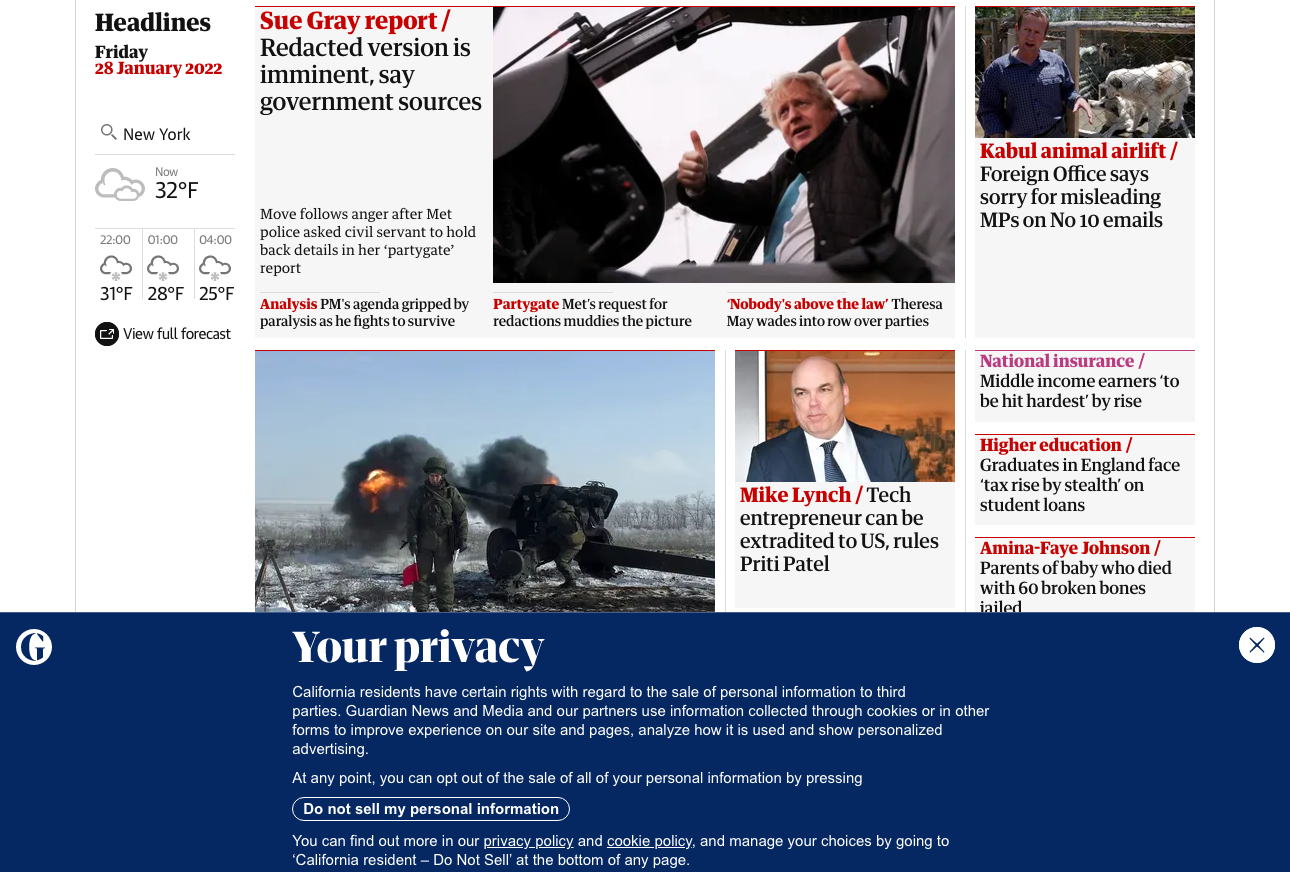 Headlines
Friday
28 January 2022
New York
Now
32°F
22:00
01:00
04:00
31°F
28°F
25°F
View full forecast
Sue Gray report /
Redacted version is
imminent, say
government sources
Move follows anger after Met
police asked civil servant to hold
back details in her ‘partygate’
report
Analysis PM's agenda gripped by
paralysis as he fights to survive
Partygate Met’s request for
redactions muddies the picture
‘Nobody's above the law’ Theresa
May wades into row over parties
Kabul animal airlift /
Foreign Office says
sorry for misleading
MPs on No 10 emails
Mike Lynch / Tech
entrepreneur can be
extradited to US, rules
Priti Patel
National insurance /
Middle income earners ‘to
be hit hardest’ by rise
Higher education /
Graduates in England face
‘tax rise by stealth’ on
student loans
Amina-Faye Johnson /
Parents of baby who died
with 60 broken bones
jailed
Your privacy
California residents have certain rights with regard to the sale of personal information to third
parties. Guardian News and Media and our partners use information collected through cookies or in other
forms to improve experience on our site and pages, analyze how it is used and show personalized
advertising.
At any point, you can opt out of the sale of all of your personal information by pressing
Do not sell my personal information
You can find out more in our privacy policy and cookie policy, and manage your choices by going to
‘California resident – Do Not Sell’ at the bottom of any page.